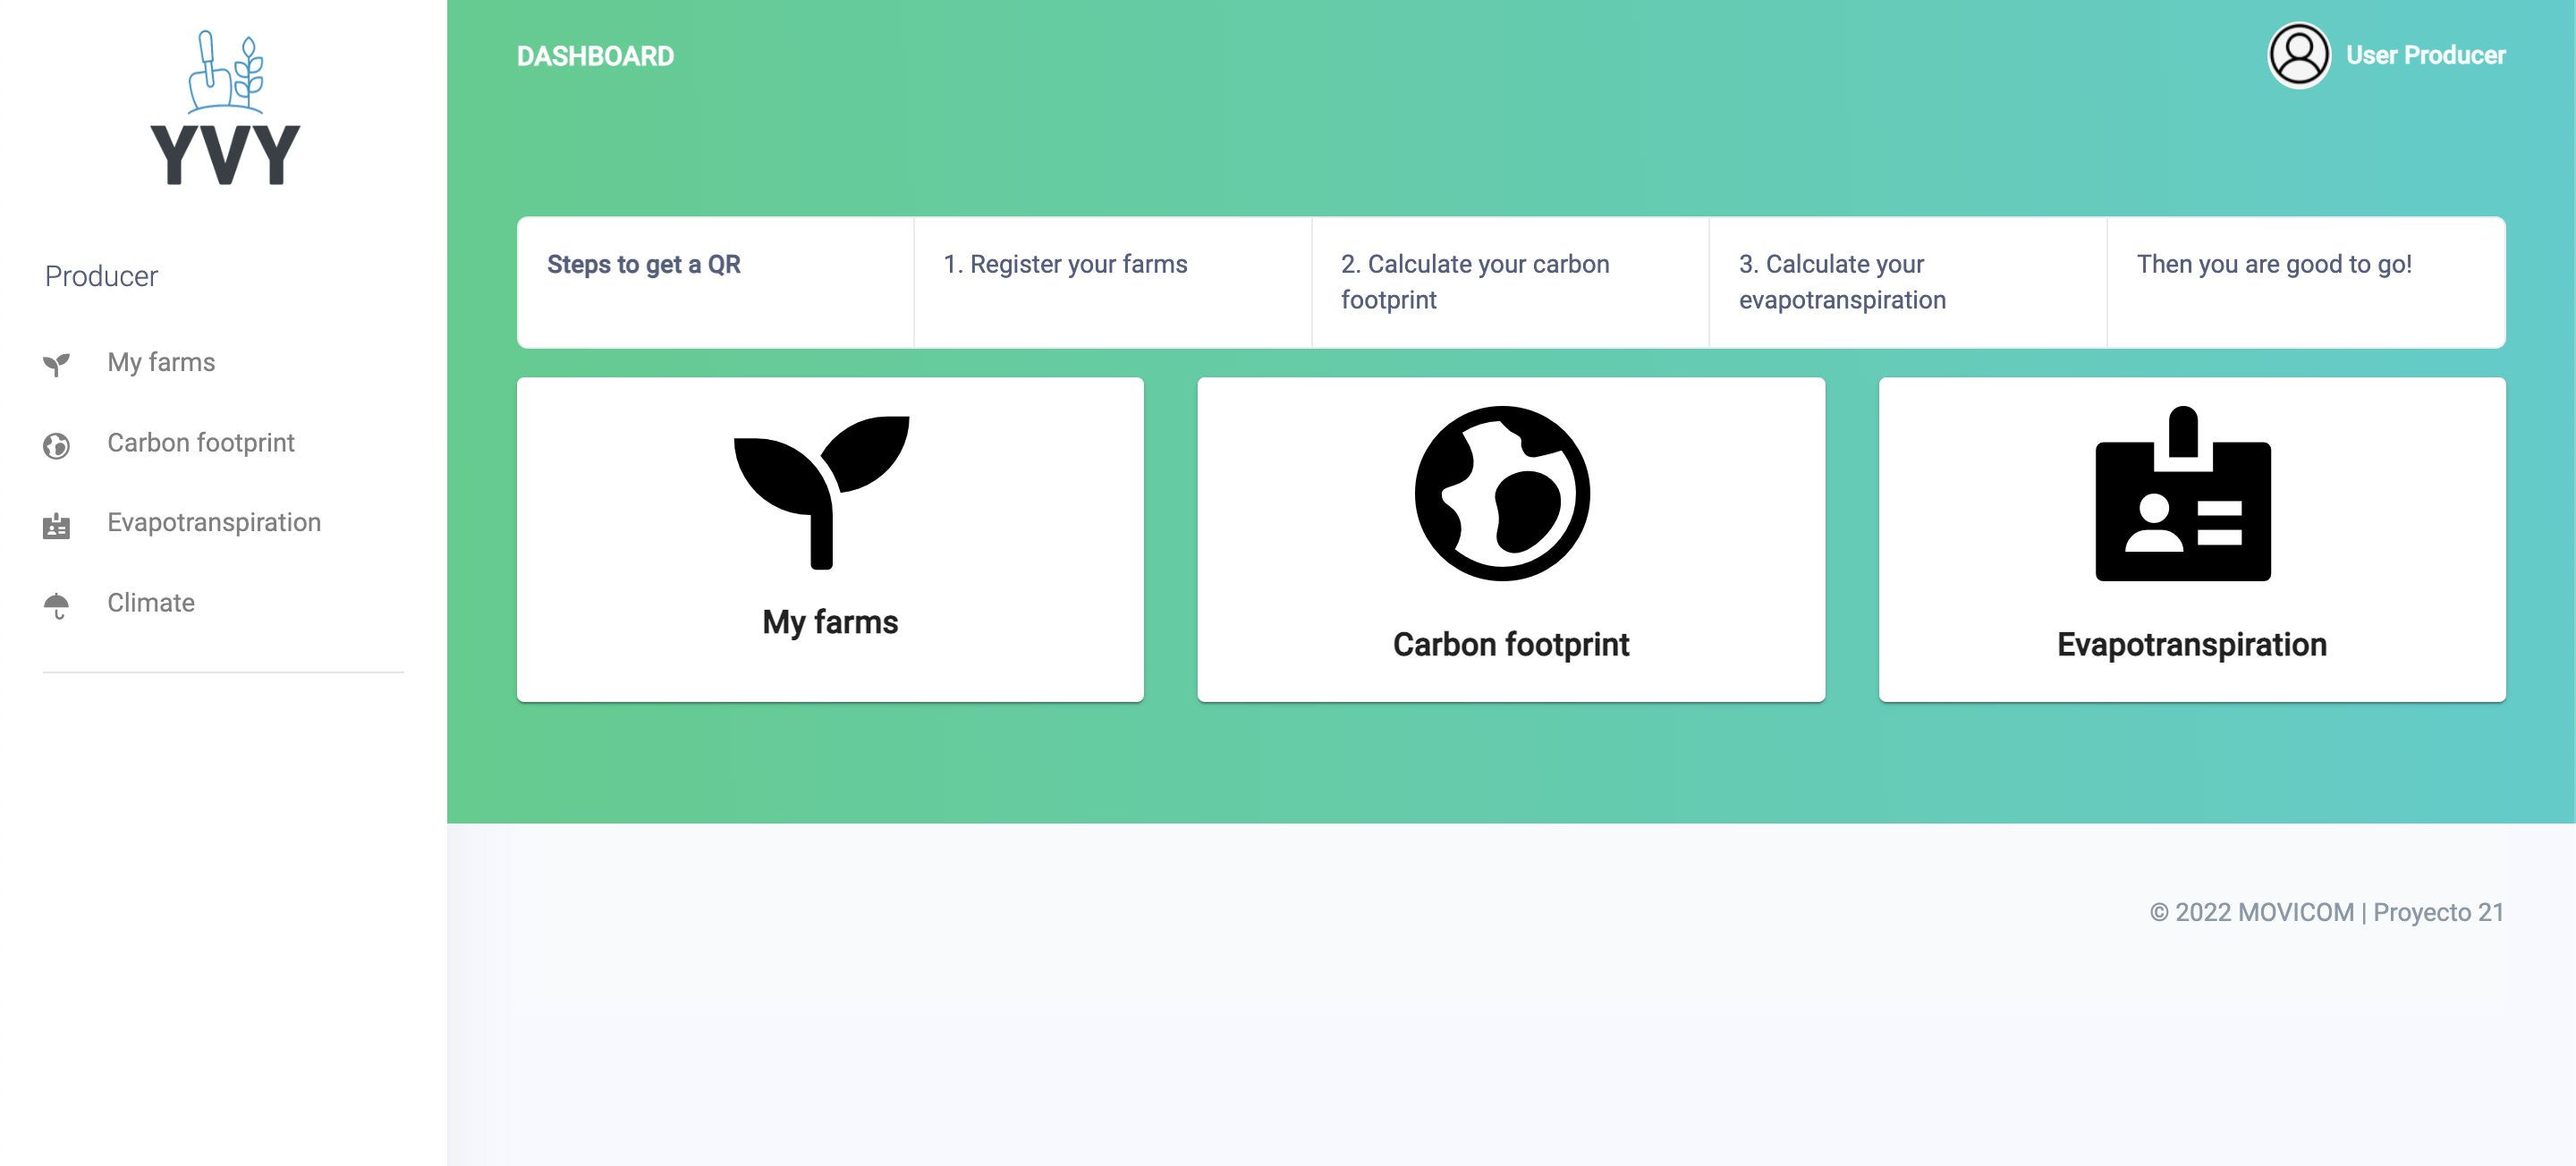 YVY
Producer
My farms
Carbon footprint
Evapotranspiration
Climate
DASHBOARD
User Producer
Steps to get a QR
1. Register your farms
2. Calculate your carbon
footprint
3. Calculate your
evapotranspiration
Then you are good to go!
My farms
Carbon footprint
Evapotranspiration
© 2022 MOVICOM | Proyecto 21